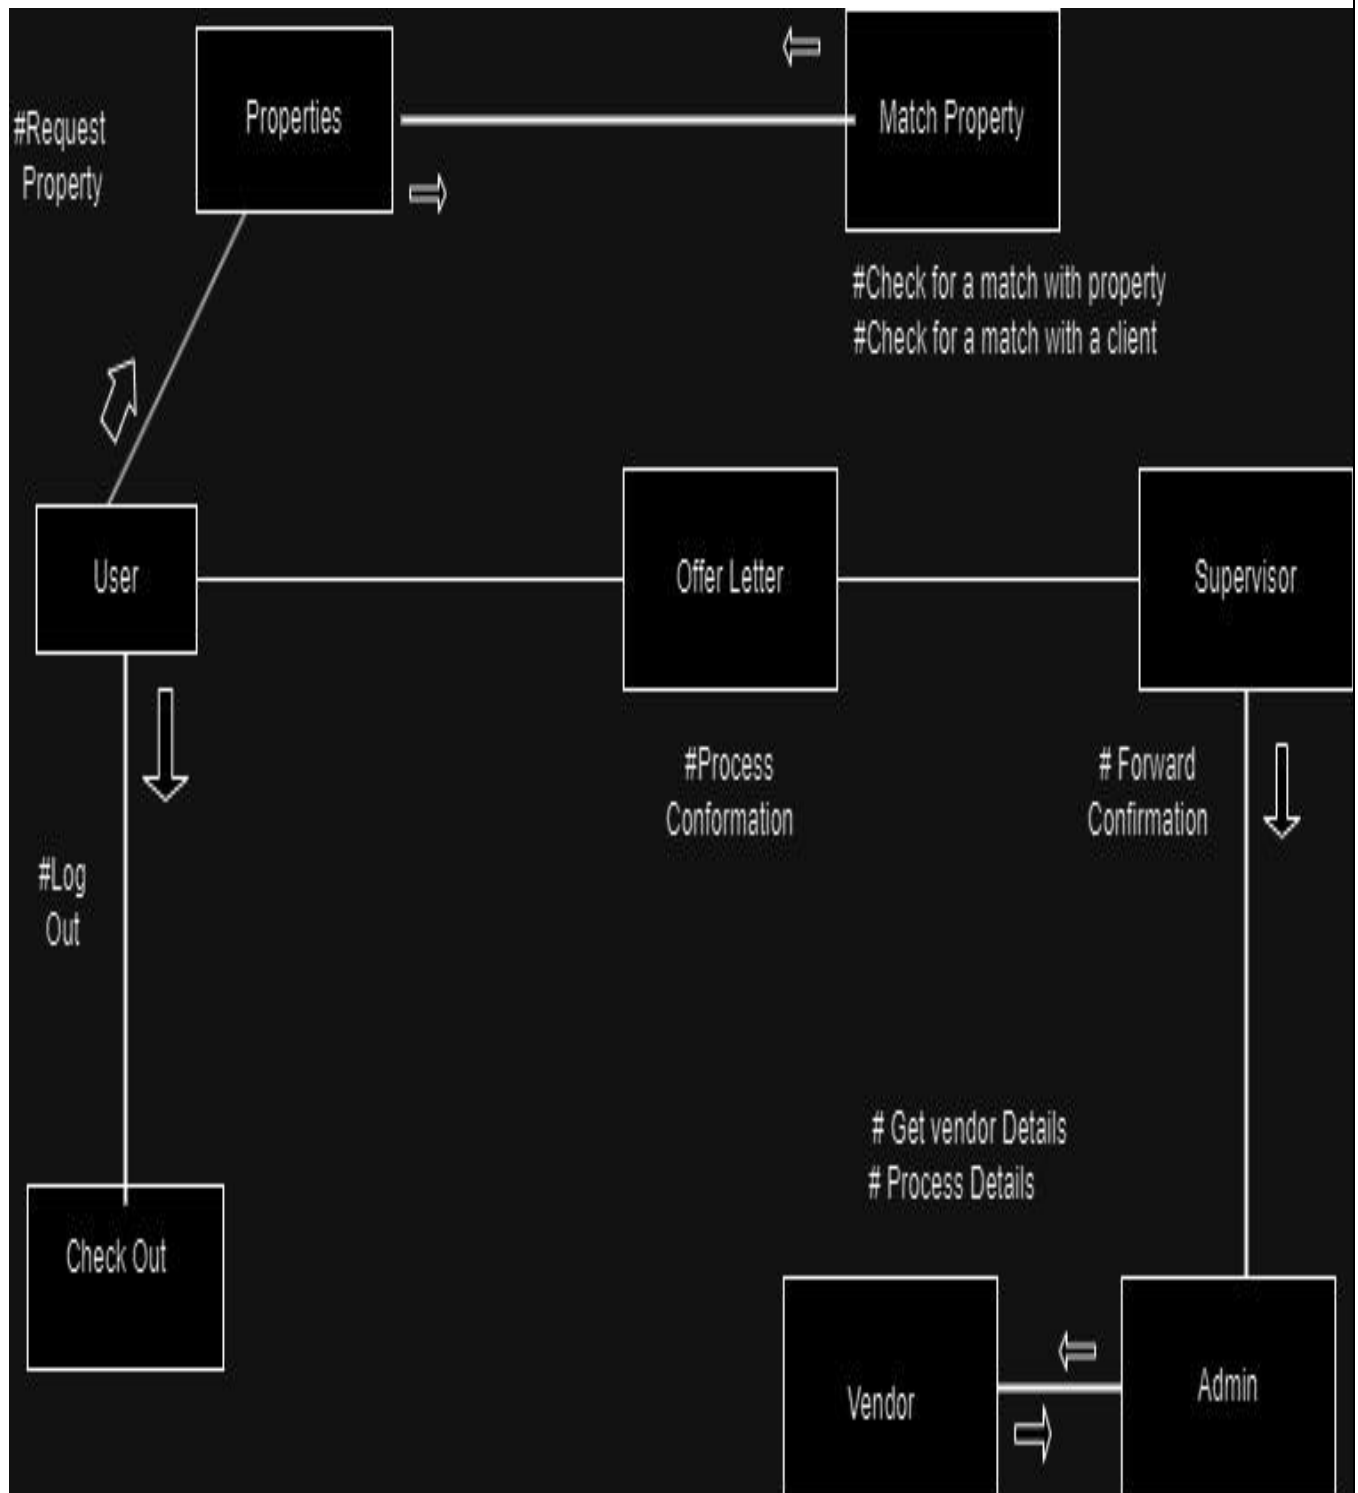 Properties
Match Property
#Request
Property
#Check for a match with property
#Check for a match with a client
User
Offer Letter
Supervisor
#Process
Conformation
# Forward
Confirmation
#Log
Out
# Get vendor Details
# Process Details
Check Out
Vendor
Admin